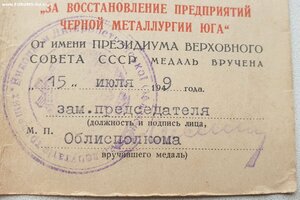 "ЗА ВОССТАНОВЛЕНИЕ ПРЕДПРИЯТИЙ
ЧЕРНОЙ МЕТАЛЛУРГИИ ЮГА"
От имени ПРЕЗИДИУМА ВЕРХОВНОГО
СОВЕТА СССР МЕДАЛЬ ВРУЧЕНА
"15" июля 1949 года.
зам.председателя
(должность и подпись лица,
М. П. Облисполкома
вручившего медаль)